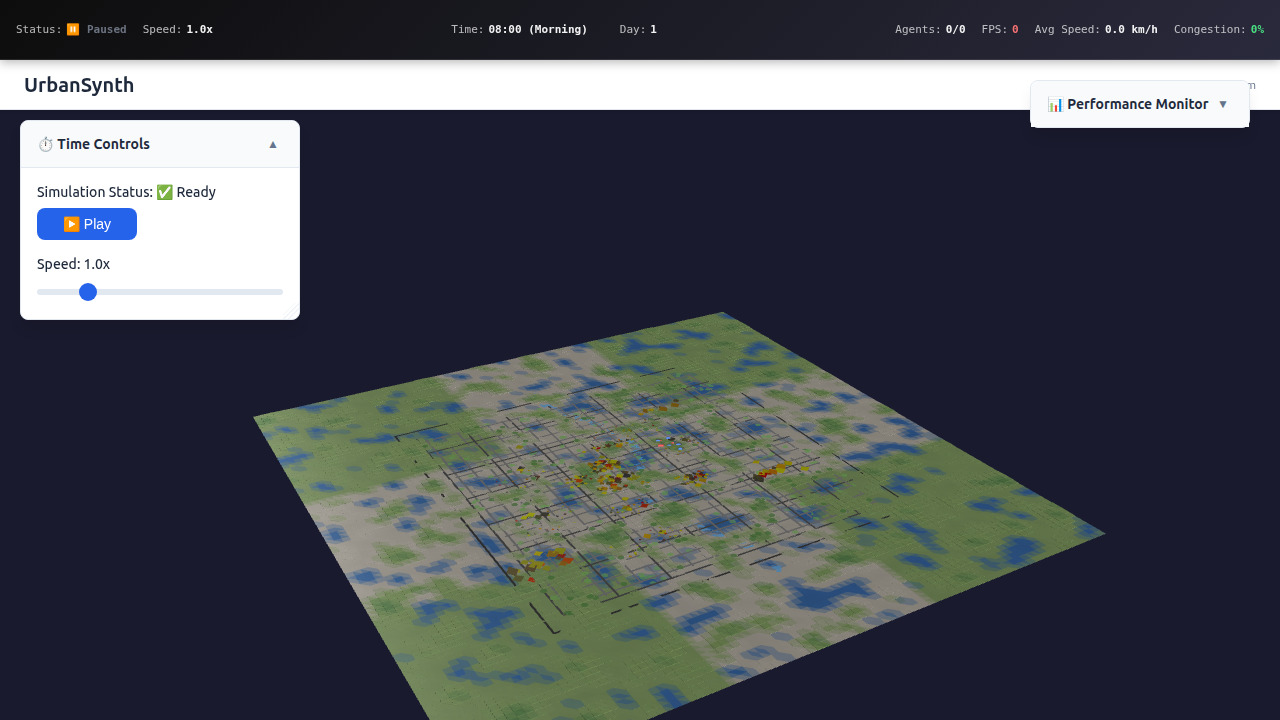 Status: ⏸️ Paused Speed: 1.0x Time: 08:00 (Morning) Day: 1 Agents: 0/0 FPS: 0 Avg Speed: 0.0 km/h Congestion: 0%
UrbanSynth
📊 Performance Monitor ▼
⏱️ Time Controls ▲
Simulation Status: ✅ Ready
▶️ Play
Speed: 1.0x